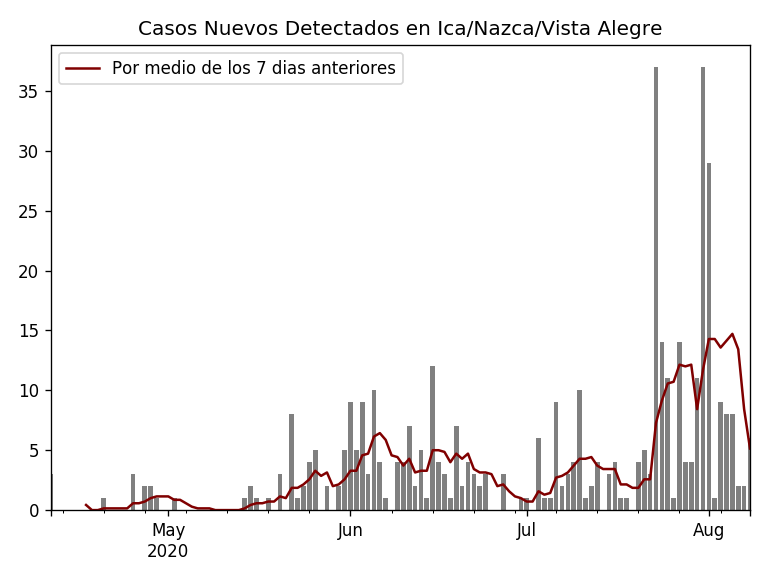 Casos Nuevos Detectados en Ica/Nazca/Vista Alegre
Por medio de los 7 dias anteriores
35
30
25
20
15
10
5
0
May
Jun
Jul
Aug
2020